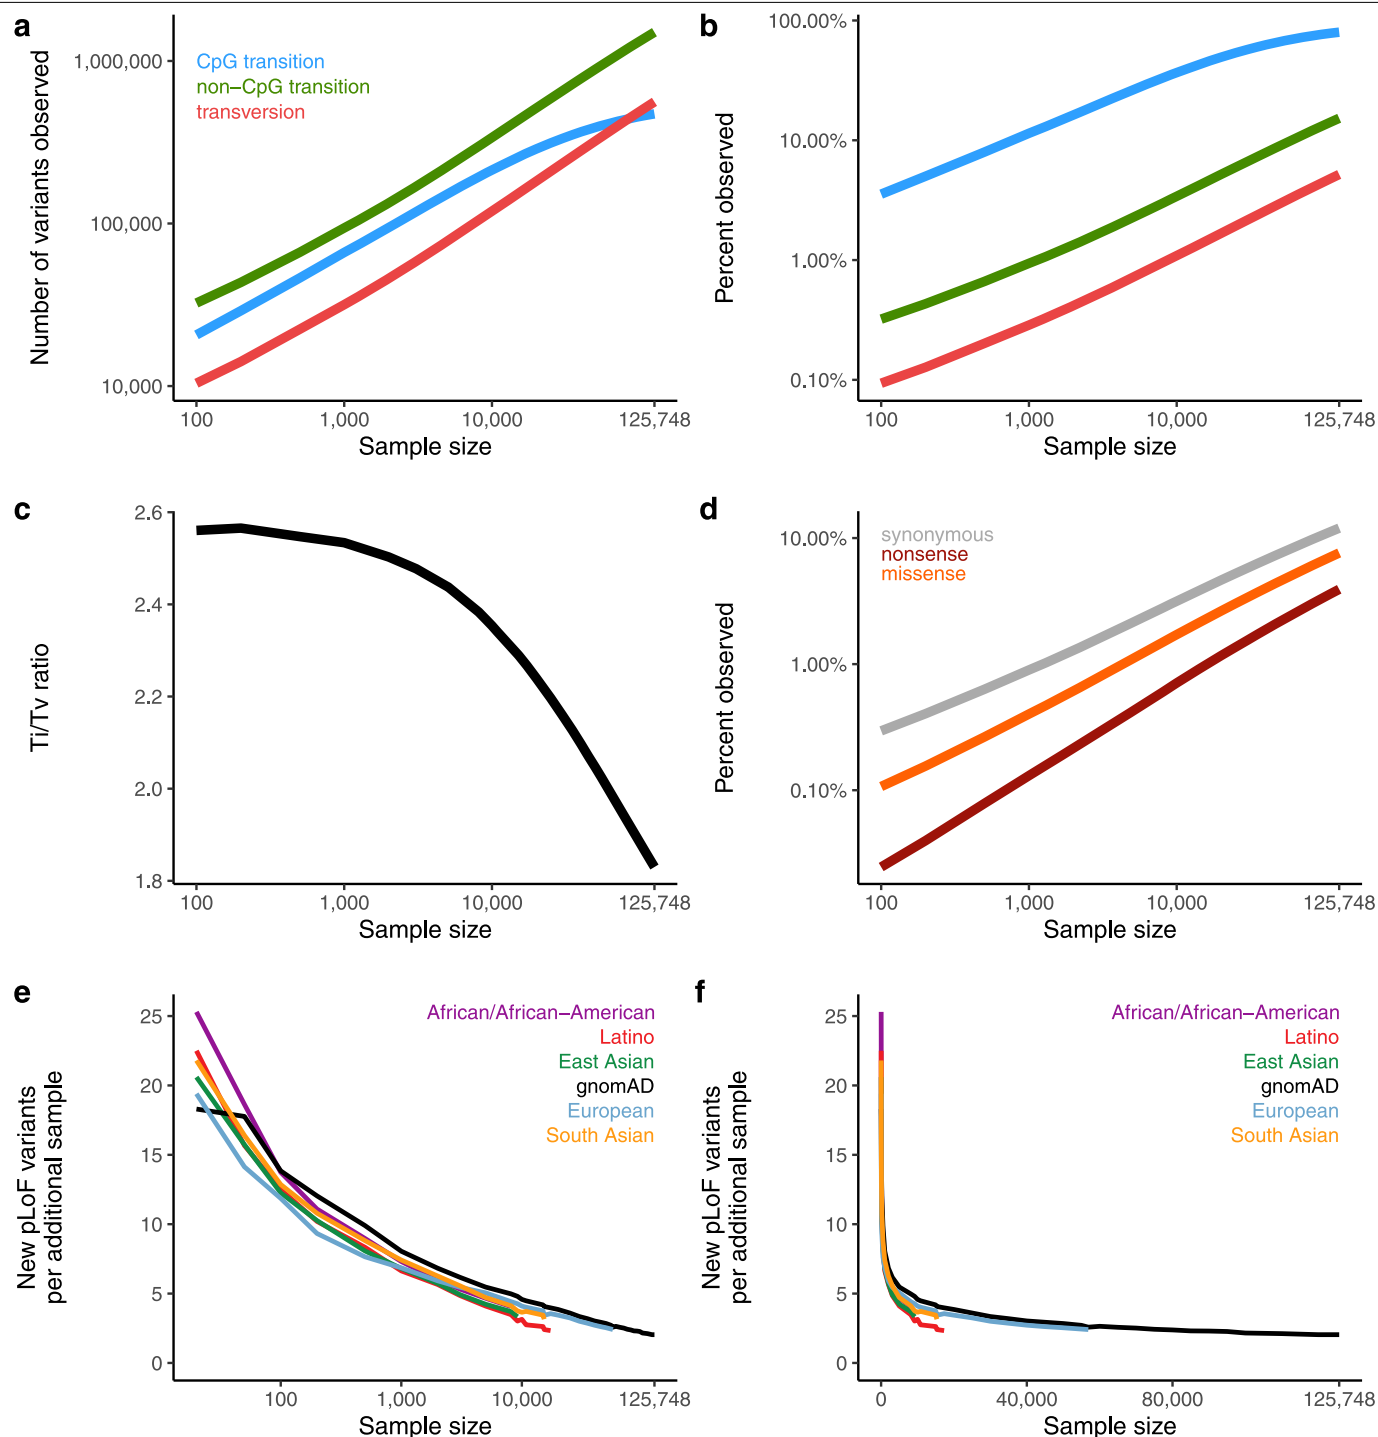 a
Number of variants observed
1,000,000
100,000
10,000
CpG transition
non–CpG transition
transversion
100
1,000
10,000
125,748
Sample size
b
Percent observed
100.00%
10.00%
1.00%
0.10%
100
1,000
10,000
125,748
Sample size
c
Ti/Tv ratio
2.6
2.4
2.2
2.0
1.8
100
1,000
10,000
125,748
Sample size
d
Percent observed
10.00%
1.00%
0.10%
synonymous
nonsense
missense
100
1,000
10,000
125,748
Sample size
e
New pLoF variants
per additional sample
25
20
15
10
5
0
African/African–American
Latino
East Asian
gnomAD
European
South Asian
100
1,000
10,000
125,748
Sample size
f
New pLoF variants
per additional sample
25
20
15
10
5
0
African/African–American
Latino
East Asian
gnomAD
European
South Asian
0
40,000
80,000
125,748
Sample size